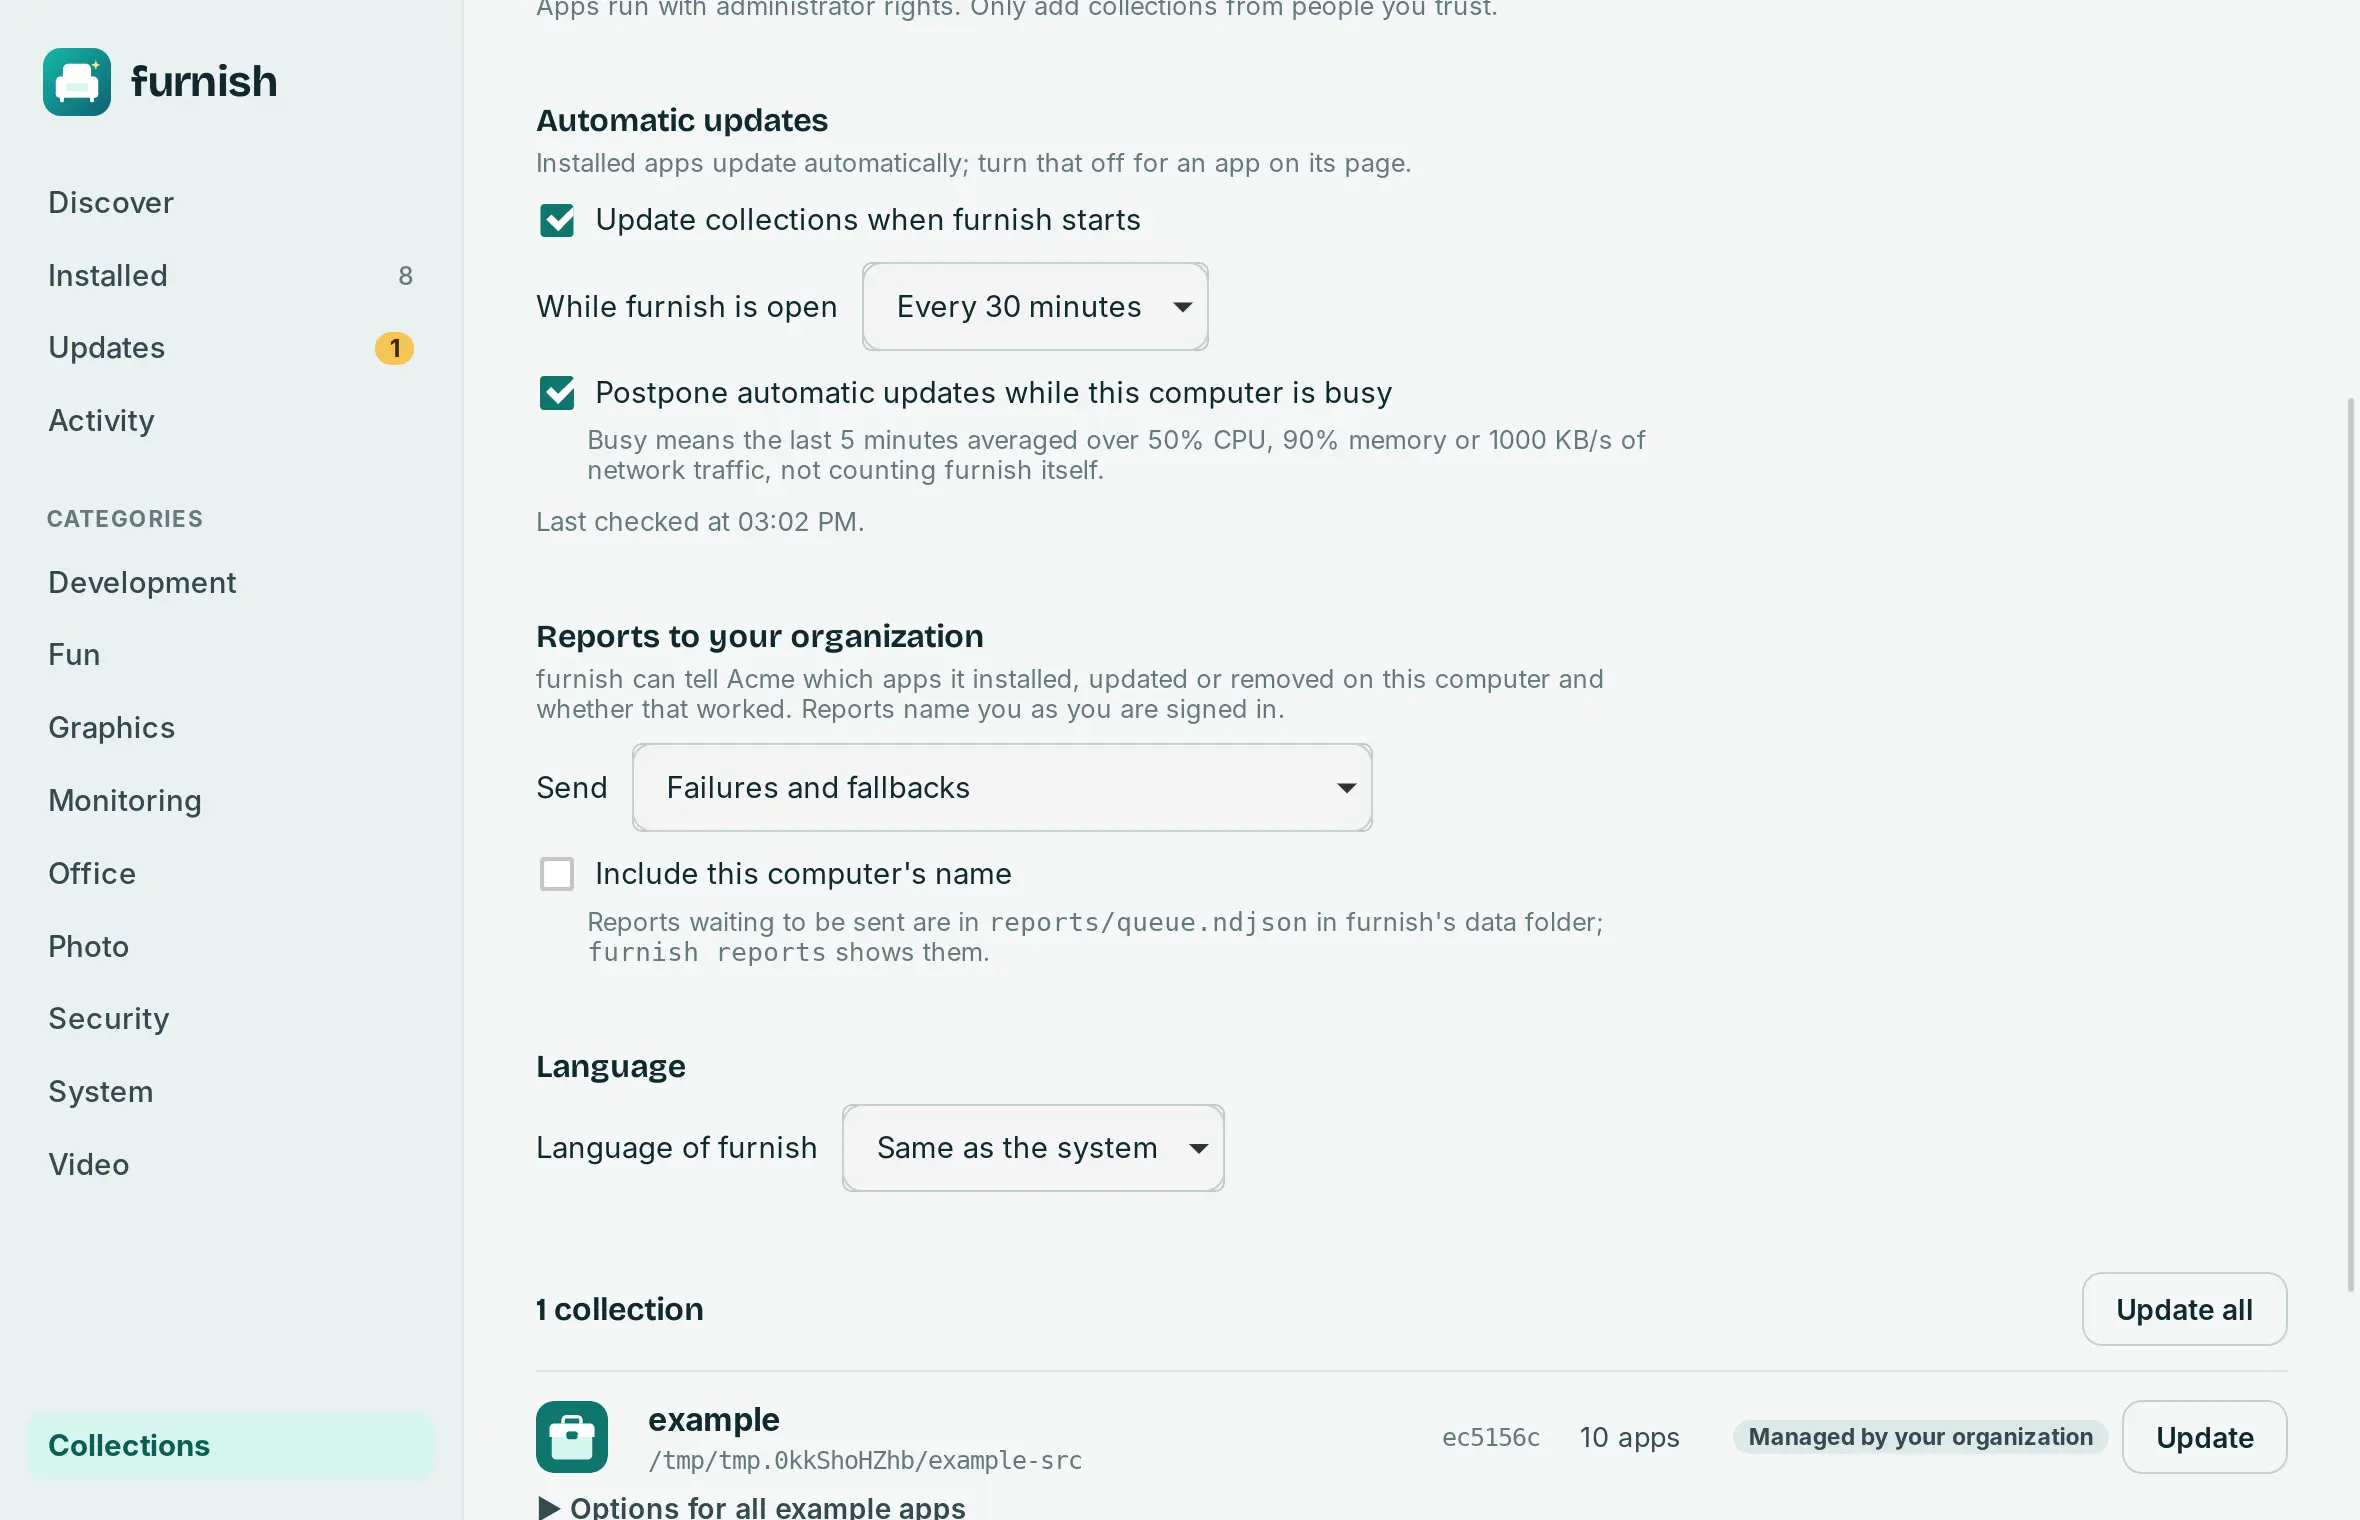 furnish
Discover
Installed 8
Updates 1
Activity
CATEGORIES
Development
Fun
Graphics
Monitoring
Office
Photo
Security
System
Video
Collections
Apps run with administrator rights. Only add collections from people you trust.
Automatic updates
Installed apps update automatically; turn that off for an app on its page.
Update collections when furnish starts
While furnish is open Every 30 minutes
Postpone automatic updates while this computer is busy
Busy means the last 5 minutes averaged over 50% CPU, 90% memory or 1000 KB/s of
network traffic, not counting furnish itself.
Last checked at 03:02 PM.
Reports to your organization
furnish can tell Acme which apps it installed, updated or removed on this computer and
whether that worked. Reports name you as you are signed in.
Send Failures and fallbacks
Include this computer's name
Reports waiting to be sent are in reports/queue.ndjson in furnish's data folder;
furnish reports shows them.
Language
Language of furnish Same as the system
1 collection Update all
example
/tmp/tmp.0kkShoHZhb/example-src
ec5156c 10 apps Managed by your organization Update
Options for all example apps